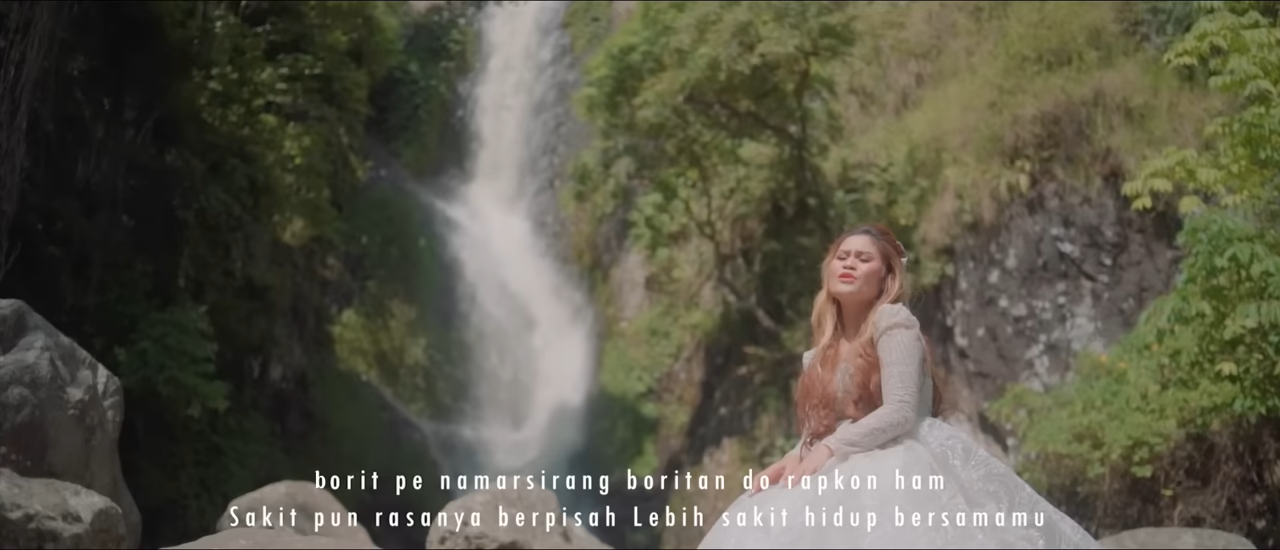 borit pe namarsirang boritan do rapkon ham
Sakit pun rasanya berpisah Lebih sakit hidup bersamamu